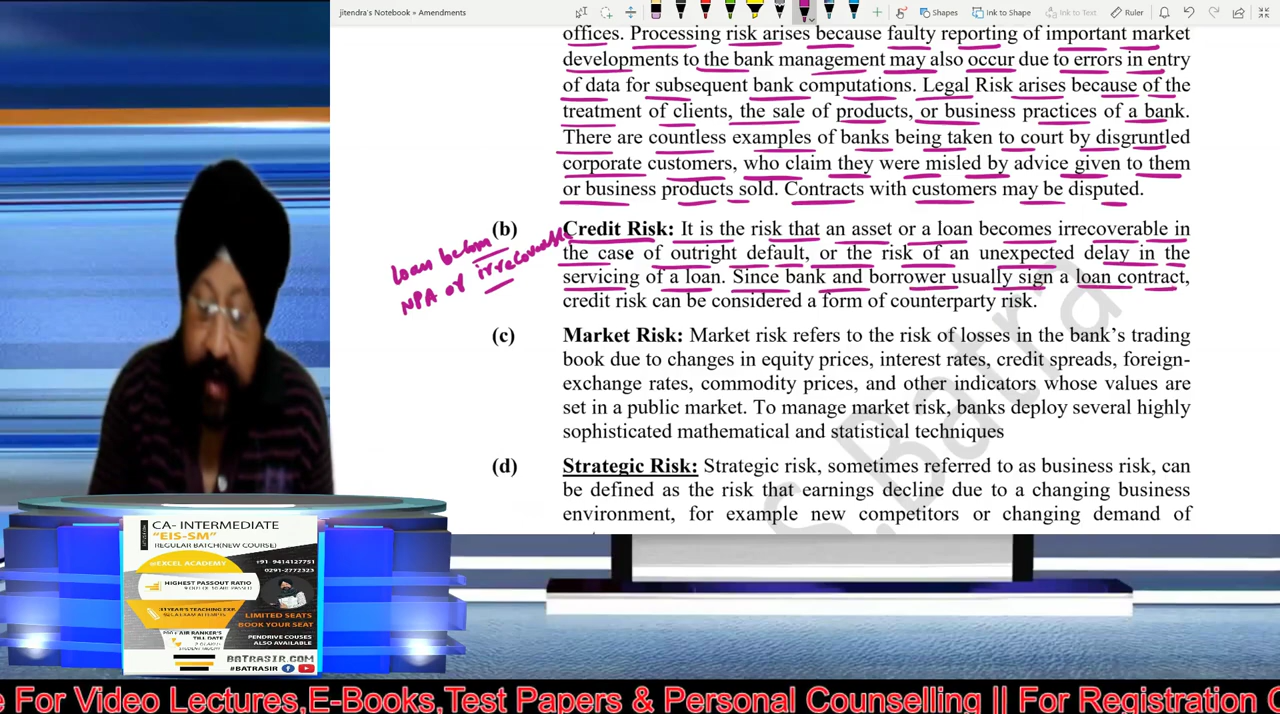 jitendra's Notebook » Amendments
Shapes
Ink to Shape
Ink to Text
Ruler
offices. Processing risk arises because faulty reporting of important market
developments to the bank management may also occur due to errors in entry
of data for subsequent bank computations. Legal Risk arises because of the
treatment of clients, the sale of products, or business practices of a bank.
There are countless examples of banks being taken to court by disgruntled
corporate customers, who claim they were misled by advice given to them
or business products sold. Contracts with customers may be disputed.
(b) Credit Risk: It is the risk that an asset or a loan becomes irrecoverable in
the case of outright default, or the risk of an unexpected delay in the
servicing of a loan. Since bank and borrower usually sign a loan contract,
credit risk can be considered a form of counterparty risk.
loan
NPA or irrecoverable
(c) Market Risk: Market risk refers to the risk of losses in the bank's trading
book due to changes in equity prices, interest rates, credit spreads, foreign-
exchange rates, commodity prices, and other indicators whose values are
set in a public market. To manage market risk, banks deploy several highly
sophisticated mathematical and statistical techniques
(d) Strategic Risk: Strategic risk, sometimes referred to as business risk, can
be defined as the risk that earnings decline due to a changing business
environment, for example new competitors or changing demand of
S.Batra
CA- INTERMEDIATE
"EIS-SM"
REGULAR BATCH(NEW COURSE)
@EXCEL ACADEMY
+91- 9414127751
0291-2772323
HIGHEST PASSOUT RATIO
LIMITED SEATS
BOOK YOUR SEAT
TILL DATE
PENDRIVE COUSES
ALSO AVAILABLE
BATRASIR.COM
#BATRASIR
e For Video Lectures,E-Books,Test Papers & Personal Counselling || For Registration C